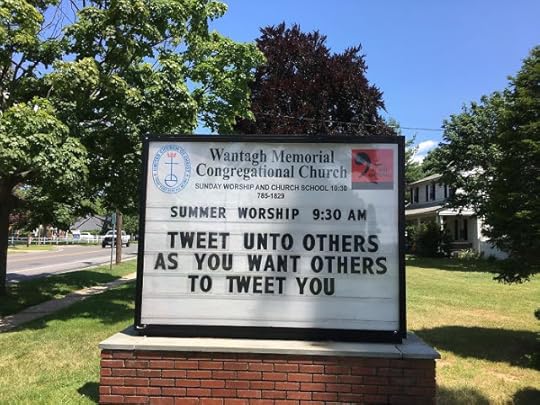 Wantagh Memorial
Congregational Church
SUNDAY WORSHIP AND CHURCH SCHOOL 10:30
785-1829
SUMMER WORSHIP 9:30 AM
TWEET UNTO OTHERS
AS YOU WANT OTHERS
TO TWEET YOU